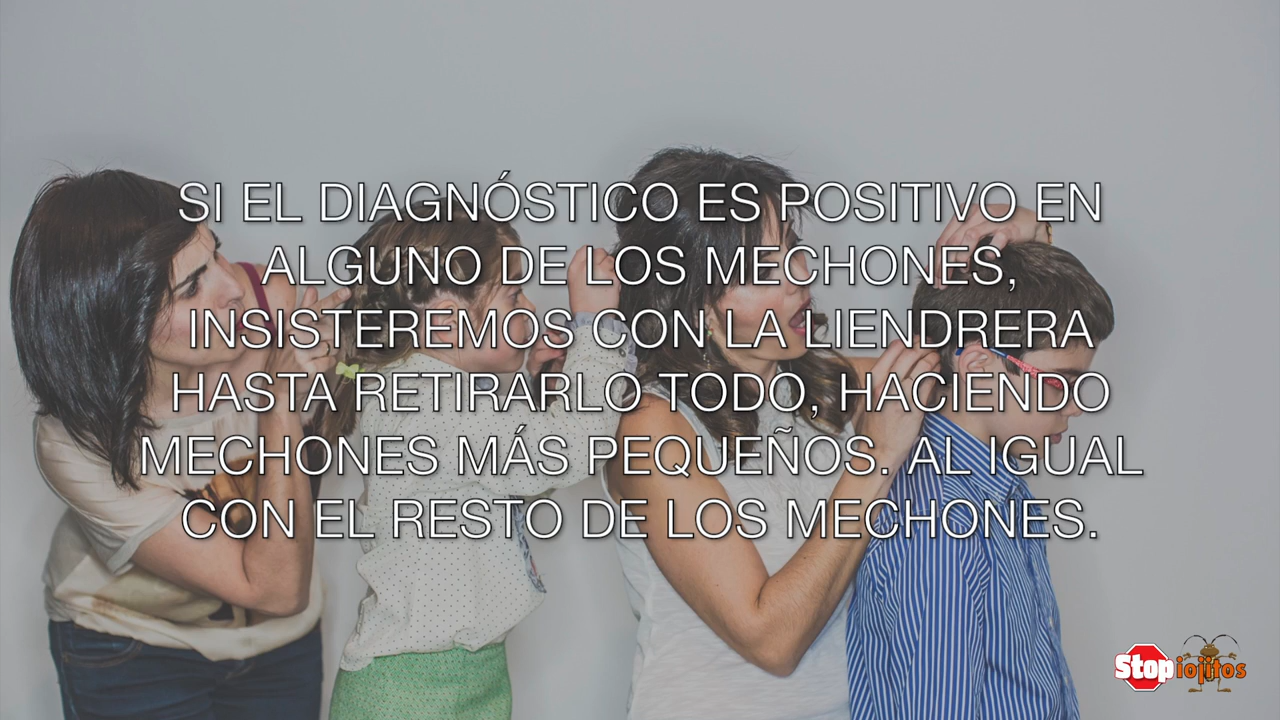 SI EL DIAGNÓSTICO ES POSITIVO EN
ALGUNO DE LOS MECHONES,
INSISTEREMOS CON LA LIENDRERA
HASTA RETIRARLO TODO, HACIENDO
MECHONES MÁS PEQUEÑOS. AL IGUAL
CON EL RESTO DE LOS MECHONES.
Stop piojitos